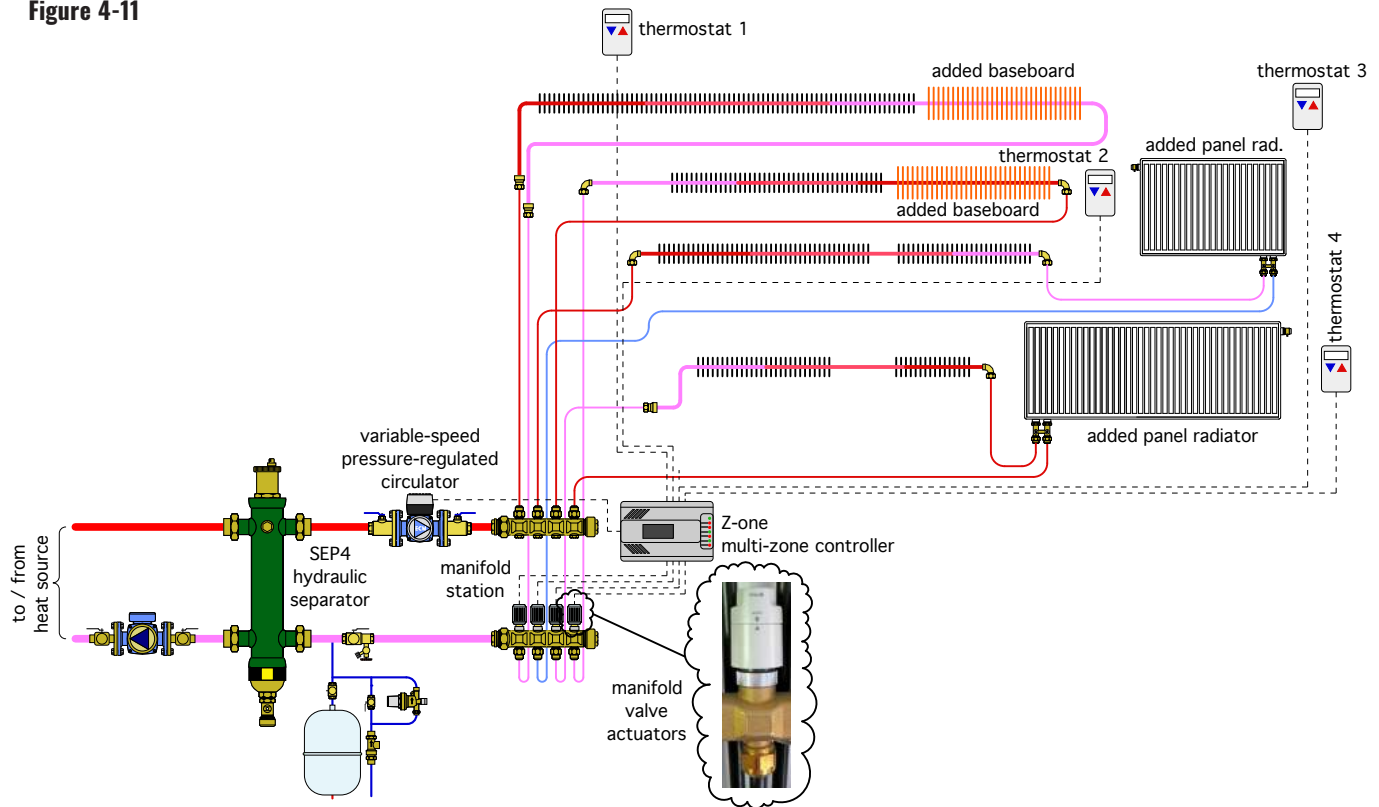 Figure 4-11
thermostat 1
added baseboard
thermostat 3
added panel rad.
thermostat 2
added baseboard
thermostat 4
added panel radiator
variable-speed
pressure-regulated
circulator
Z-one
multi-zone controller
SEP4
hydraulic
separator
manifold
station
to / from
heat source
manifold
valve
actuators